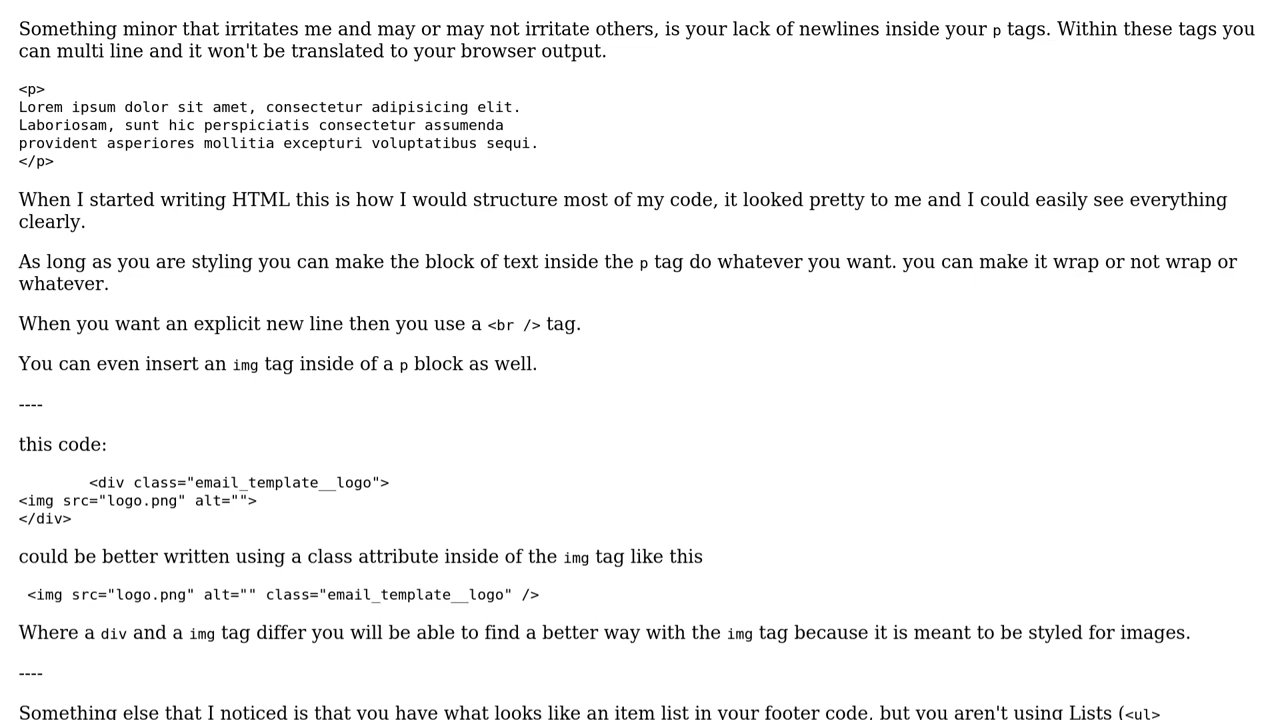 Something minor that irritates me and may or may not irritate others, is your lack of newlines inside your p tags. Within these tags you
can multi line and it won't be translated to your browser output.
<p>
Lorem ipsum dolor sit amet, consectetur adipisicing elit.
Laboriosam, sunt hic perspiciatis consectetur assumenda
provident asperiores mollitia excepturi voluptatibus sequi.
</p>
When I started writing HTML this is how I would structure most of my code, it looked pretty to me and I could easily see everything
clearly.
As long as you are styling you can make the block of text inside the p tag do whatever you want. you can make it wrap or not wrap or
whatever.
When you want an explicit new line then you use a <br /> tag.
You can even insert an img tag inside of a p block as well.
----
this code:
<div class="email_template__logo">
<img src="logo.png" alt="">
</div>
could be better written using a class attribute inside of the img tag like this
<img src="logo.png" alt="" class="email_template__logo" />
Where a div and a img tag differ you will be able to find a better way with the img tag because it is meant to be styled for images.
----
Something else that I noticed is that you have what looks like an item list in your footer code, but you aren't using Lists (<ul>